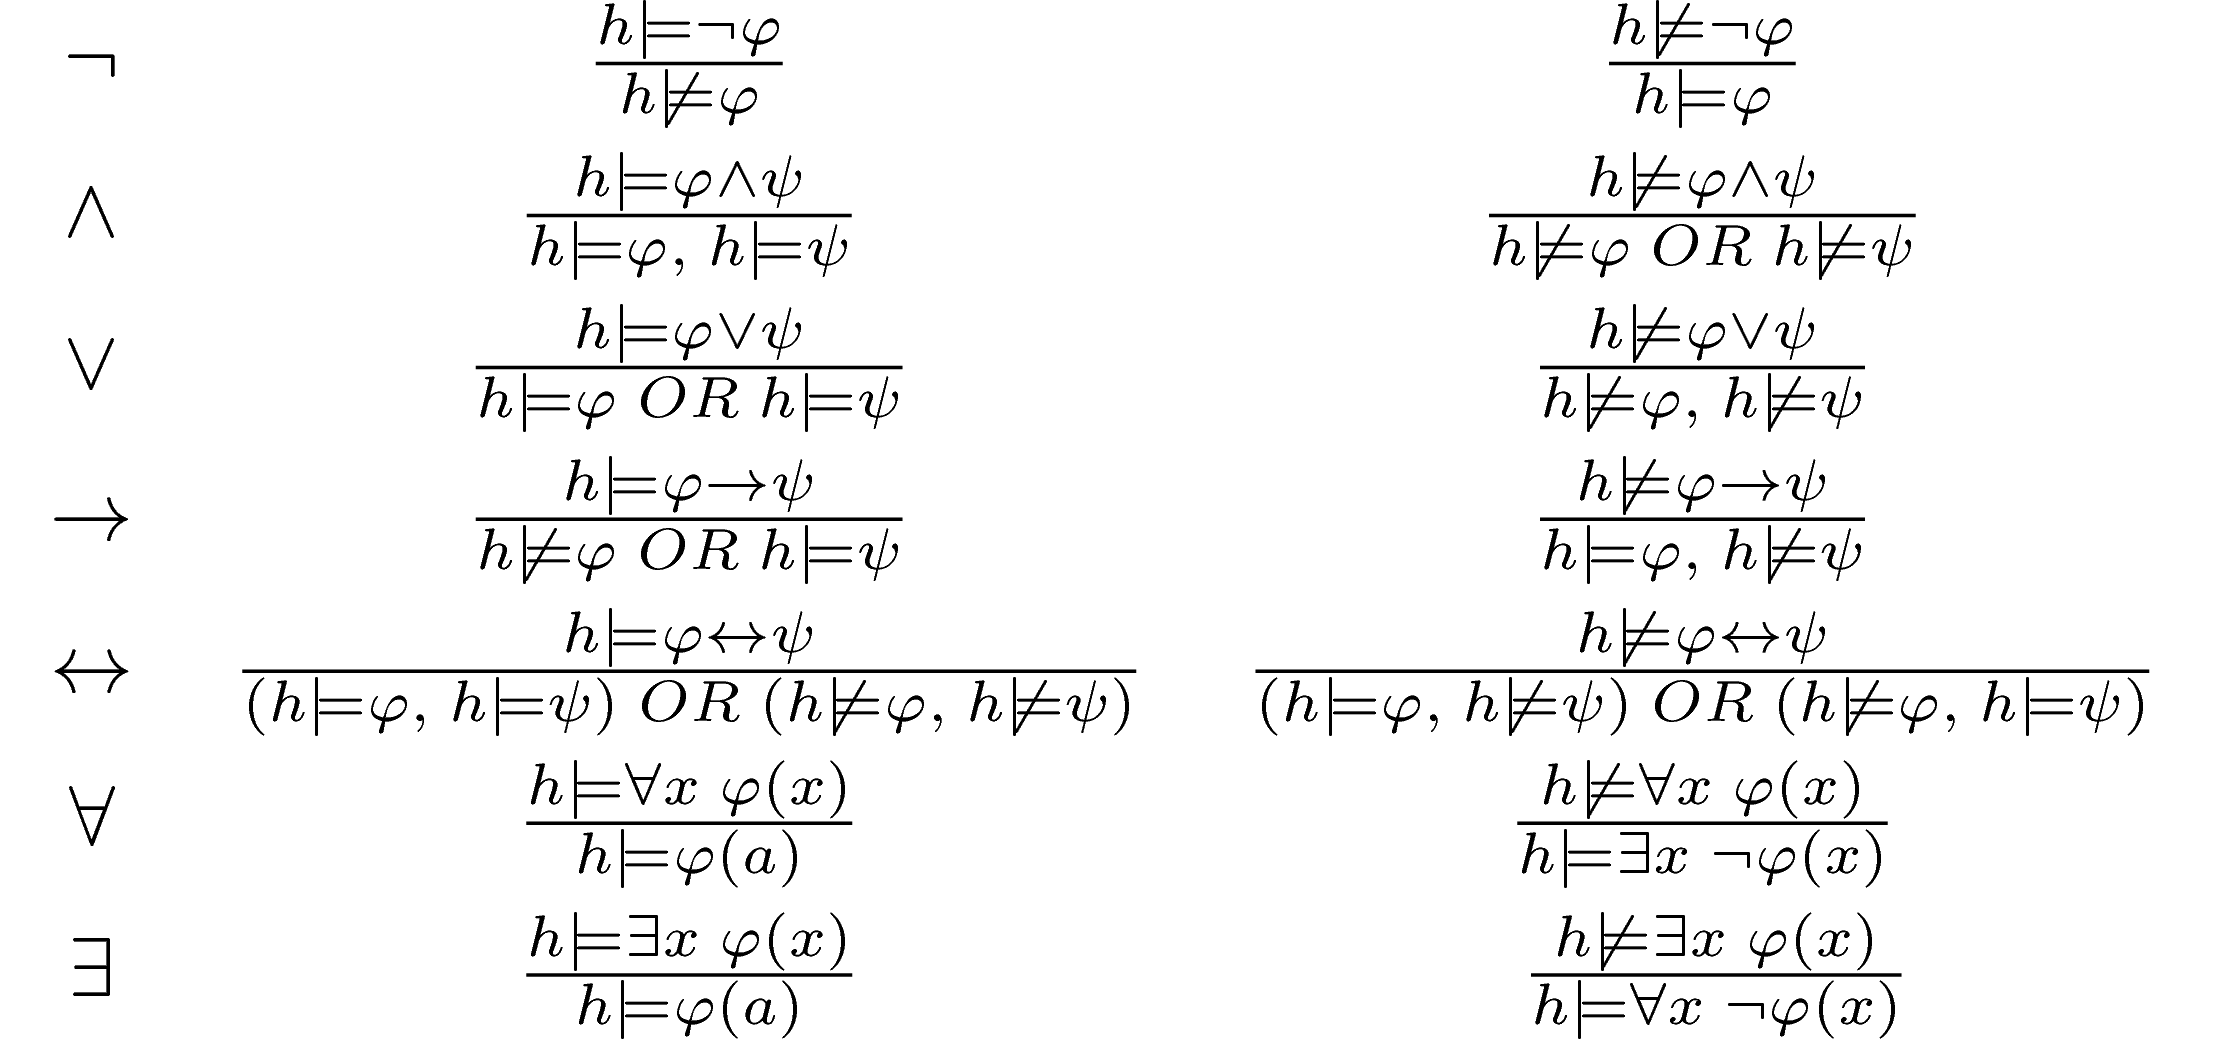 ¬ h|=¬φ h|≠¬φ
h|≠φ h|=φ
∧ h|=φ∧ψ h|≠φ∧ψ
h|=φ, h|=ψ h|≠φ OR h|≠ψ
∨ h|=φ∨ψ h|≠φ∨ψ
h|=φ OR h|=ψ h|≠φ, h|≠ψ
→ h|=φ→ψ h|≠φ→ψ
h|≠φ OR h|=ψ h|=φ, h|≠ψ
↔ h|=φ↔ψ h|≠φ↔ψ
(h|=φ, h|=ψ) OR (h|≠φ, h|≠ψ) (h|=φ, h|≠ψ) OR (h|≠φ, h|=ψ)
∀ h|=∀x φ(x) h|≠∀x φ(x)
h|=φ(a) h|=∃x ¬φ(x)
∃ h|=∃x φ(x) h|≠∃x φ(x)
h|=φ(a) h|=∀x ¬φ(x)